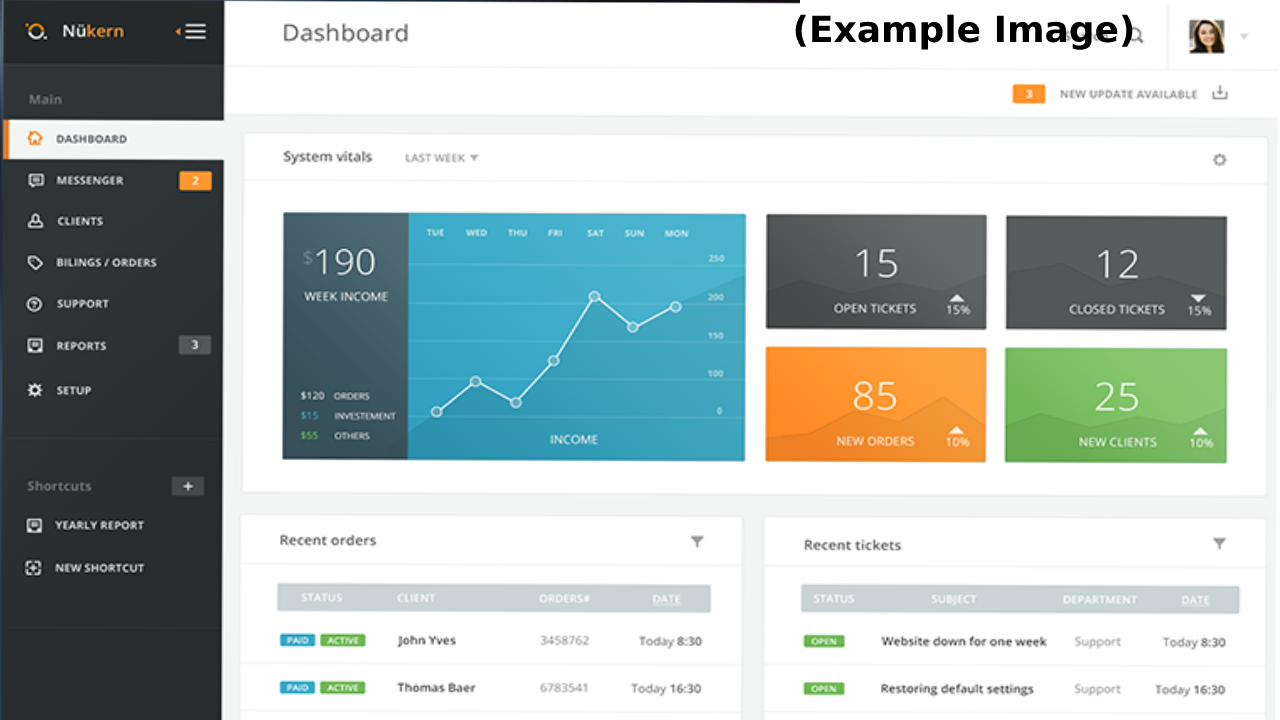 Nükern
Dashboard
(Example Image)
3 NEW UPDATE AVAILABLE
Main
DASHBOARD
MESSENGER 2
CLIENTS
BILINGS / ORDERS
SUPPORT
REPORTS 3
SETUP
Shortcuts +
YEARLY REPORT
NEW SHORTCUT
System vitals LAST WEEK
$190
WEEK INCOME
$120 ORDERS
$15 INVESTEMENT
$55 OTHERS
TUE WED THU FRI SAT SUN MON
250
200
150
100
0
INCOME
15
OPEN TICKETS 15%
12
CLOSED TICKETS 15%
85
NEW ORDERS 10%
25
NEW CLIENTS 10%
Recent orders
STATUS CLIENT ORDERS# DATE
PAID ACTIVE John Yves 3458762 Today 8:30
PAID ACTIVE Thomas Baer 6783541 Today 16:30
Recent tickets
STATUS SUBJECT DEPARTMENT DATE
OPEN Website down for one week Support Today 8:30
OPEN Restoring default settings Support Today 16:30